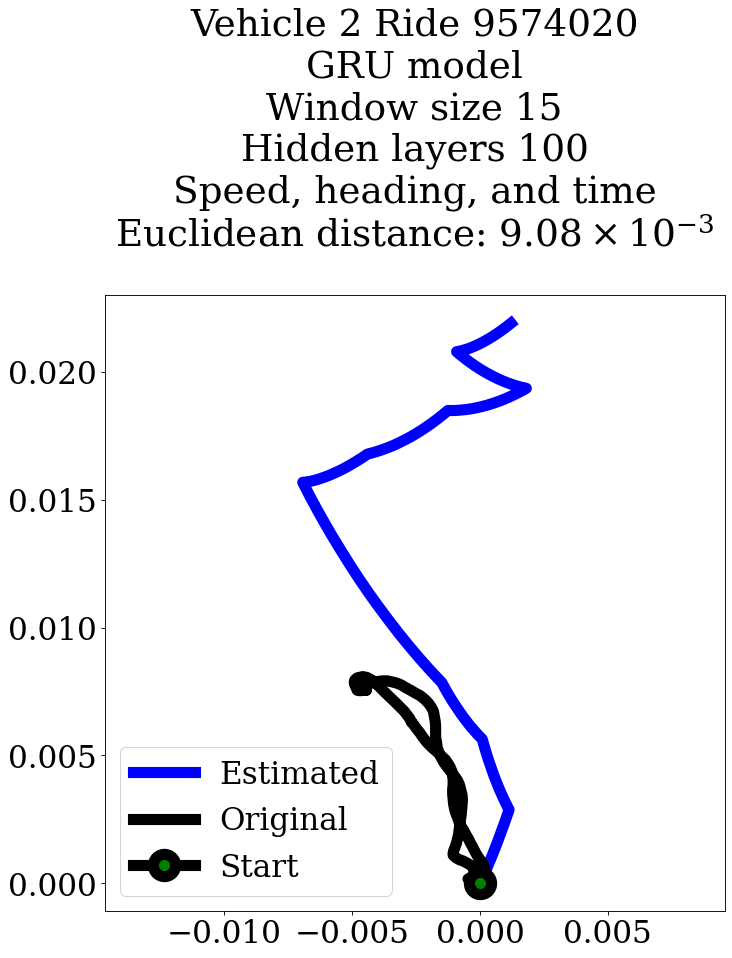 Vehicle 2 Ride 9574020
GRU model
Window size 15
Hidden layers 100
Speed, heading, and time
Euclidean distance: 9.08 × 10⁻³
0.020
0.015
0.010
0.005
0.000
Estimated
Original
Start
−0.010
−0.005
0.000
0.005